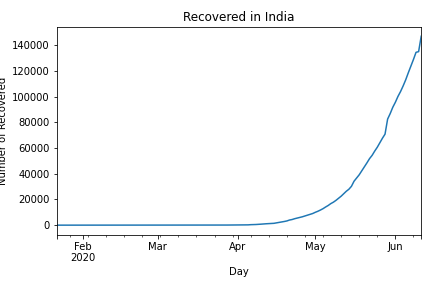 Recovered in India
Number of Recovered
140000
120000
100000
80000
60000
40000
20000
0
Feb
2020
Mar
Apr
May
Jun
Day